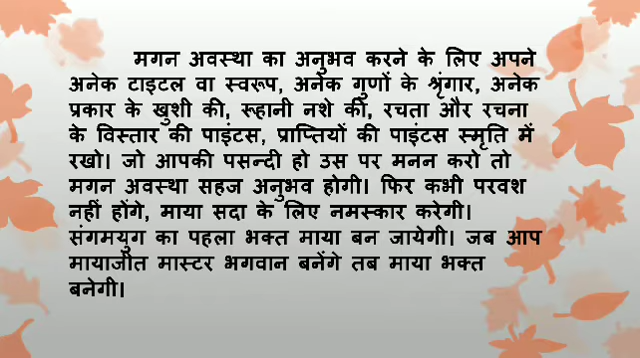 मगन अवस्था का अनुभव करने के लिए अपने
अनेक टाइटल वा स्वरूप, अनेक गुणों के श्रृंगार, अनेक
प्रकार के खुशी की, रूहानी नशे की, रचता और रचना
के विस्तार की पाइंटस, प्राप्तियों की पाइंटस स्मृति में
रखो। जो आपकी पसन्दी हो उस पर मनन करो तो
मगन अवस्था सहज अनुभव होगी। फिर कभी परवश
नहीं होंगे, माया सदा के लिए नमस्कार करेगी।
संगमयुग का पहला भक्त माया बन जायेगी। जब आप
मायाजीत मास्टर भगवान बनेंगे तब माया भक्त
बनेगी।